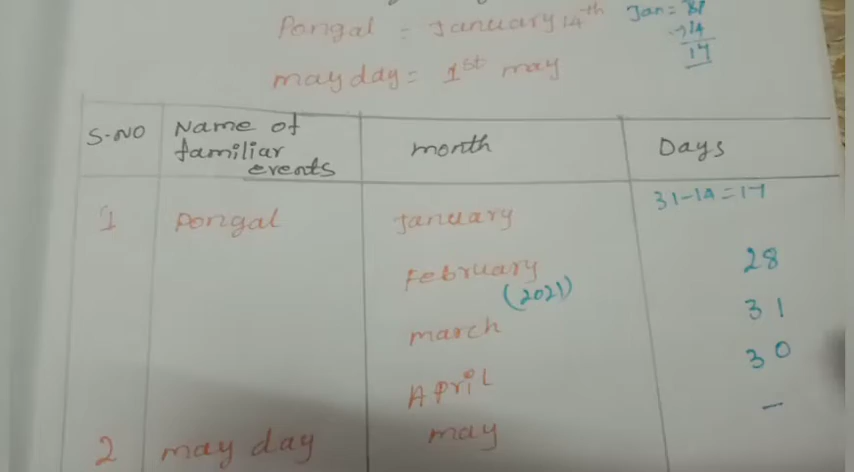 Pongal = January 14th Jan = 31
- 14
17
may day = 1st may
S.NO Name of familiar events month Days
1 Pongal January 31-14=17
February (2021) 28
march 31
April 30
2 may day may –